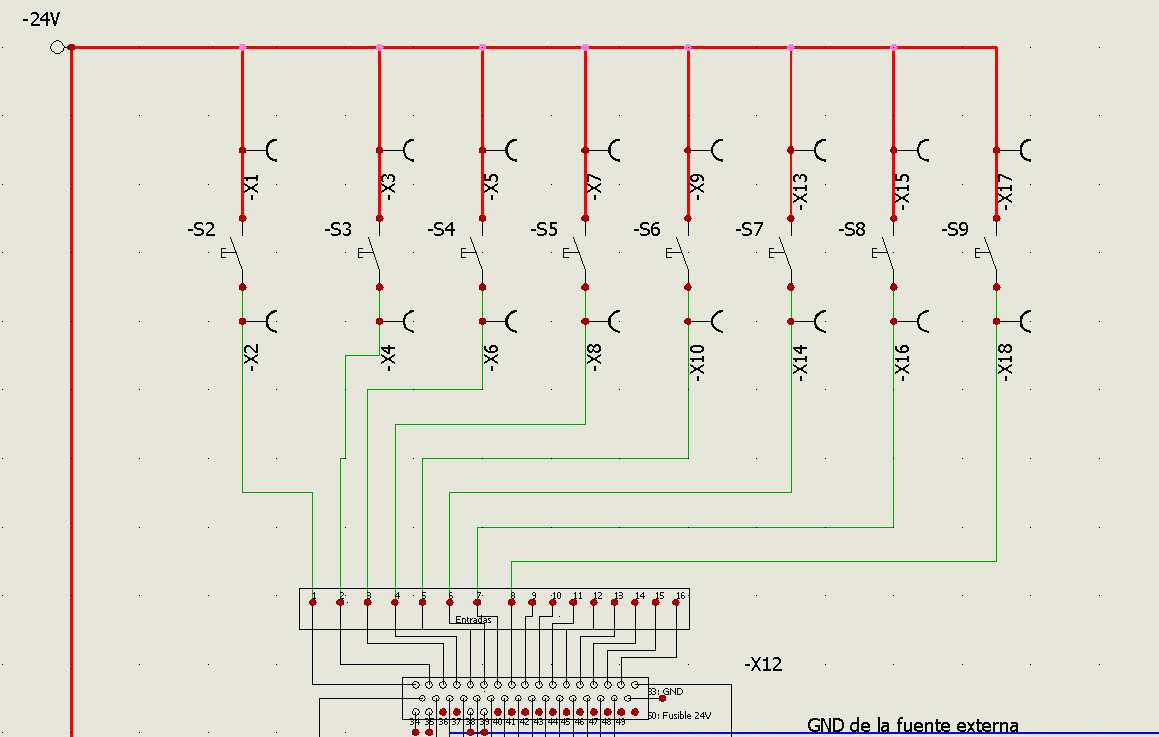 -24V
-X1 -X3 -X5 -X7 -X9 -X13 -X15 -X17
-S2 -S3 -S4 -S5 -S6 -S7 -S8 -S9
-X2 -X4 -X6 -X8 -X10 -X14 -X16 -X18
1 2 3 4 5 6 7 8 9 10 11 12 13 14 15 16
Entradas
-X12
33: GND
50: Fusible 24V
34 35 36 37 38 39 40 41 42 43 44 45 46 47 48 49
GND de la fuente externa